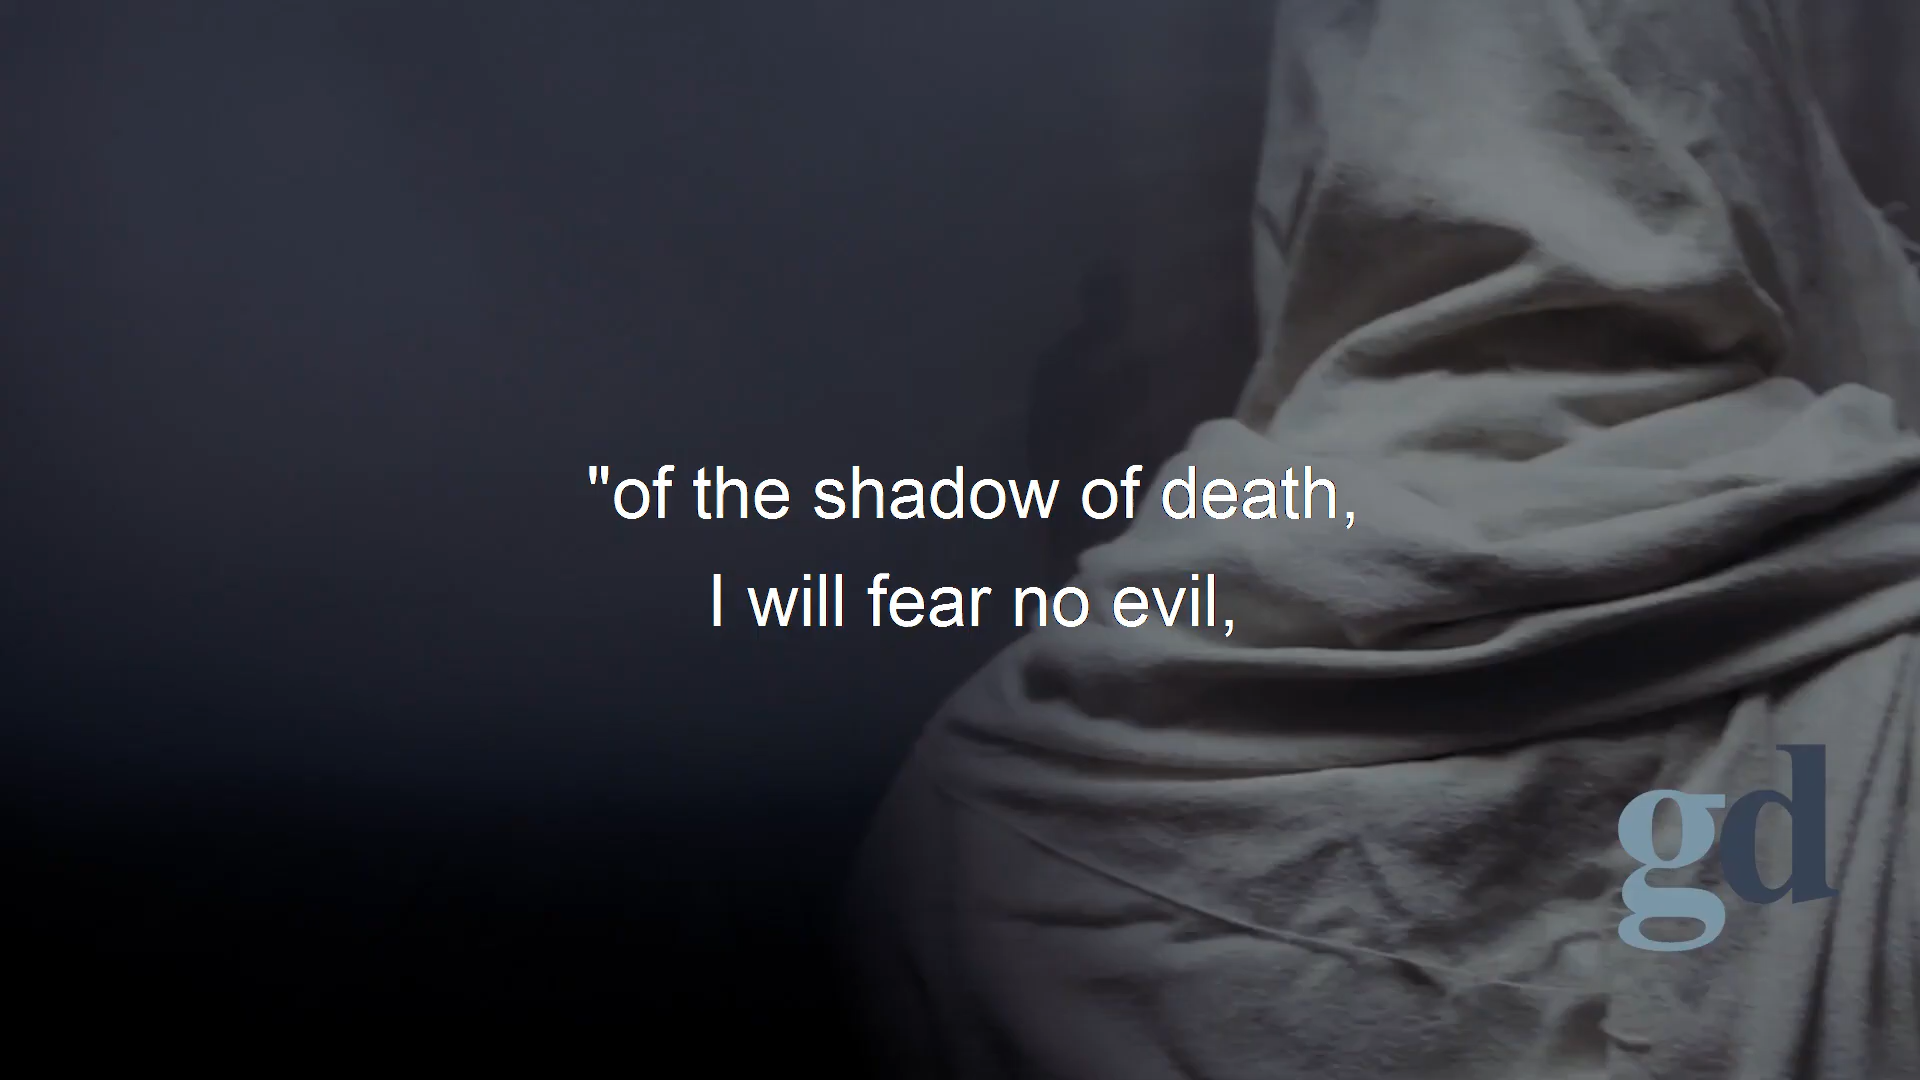 "of the shadow of death,
I will fear no evil,
gd